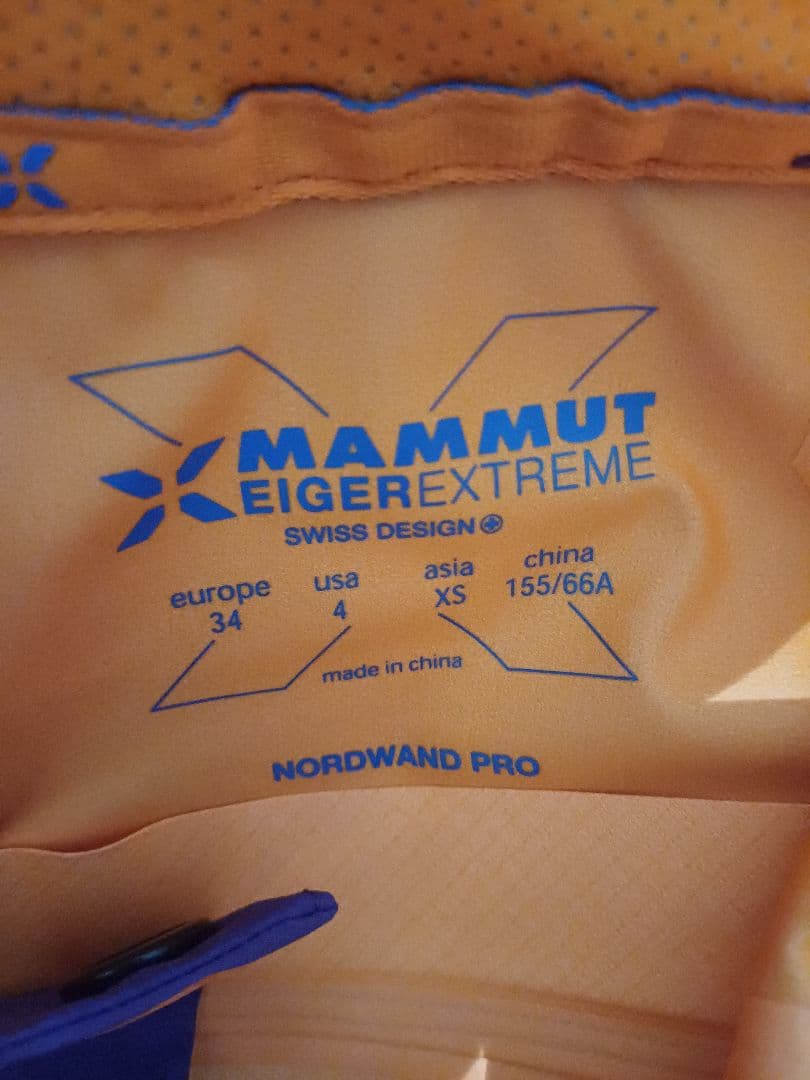 MAMMUT
EIGEREXTREME
SWISS DESIGN
europe usa asia china
34 4 XS 155/66A
made in china
NORDWAND PRO